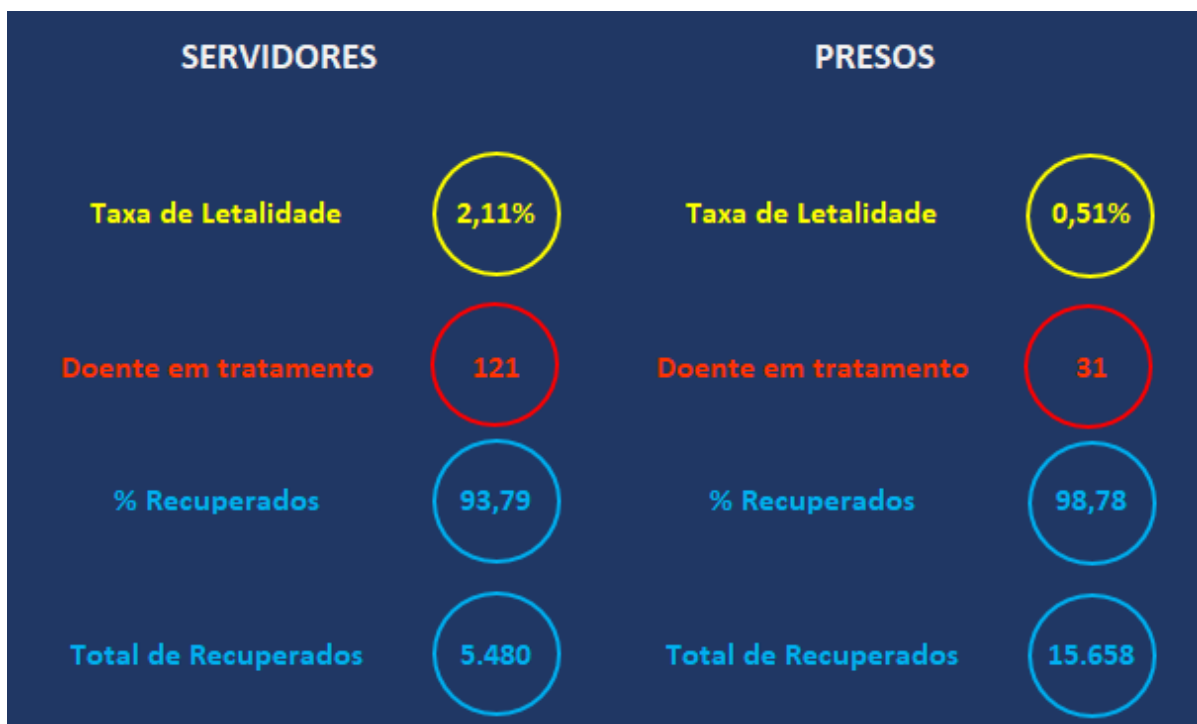 SERVIDORES
PRESOS
Taxa de Letalidade 2,11%
Taxa de Letalidade 0,51%
Doente em tratamento 121
Doente em tratamento 31
% Recuperados 93,79
% Recuperados 98,78
Total de Recuperados 5.480
Total de Recuperados 15.658